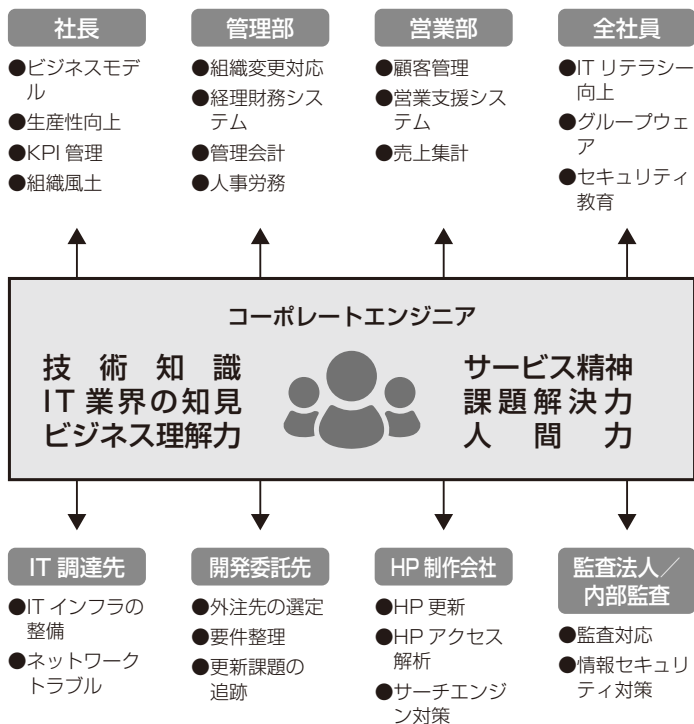 社長
●ビジネスモデ
ル
●生産性向上
●KPI 管理
●組織風土
管理部
●組織変更対応
●経理財務シス
テム
●管理会計
●人事労務
営業部
●顧客管理
●営業支援シス
テム
●売上集計
全社員
●IT リテラシー
向上
●グループウェ
ア
●セキュリティ
教育
コーポレートエンジニア
技術知識
IT 業界の知見
ビジネス理解力
サービス精神
課題解決力
人間力
IT 調達先
●IT インフラの
整備
●ネットワーク
トラブル
開発委託先
●外注先の選定
●要件整理
●更新課題の
追跡
HP 制作会社
●HP 更新
●HP アクセス
解析
●サーチエンジ
ン対策
監査法人／
内部監査
●監査対応
●情報セキュリ
ティ対策